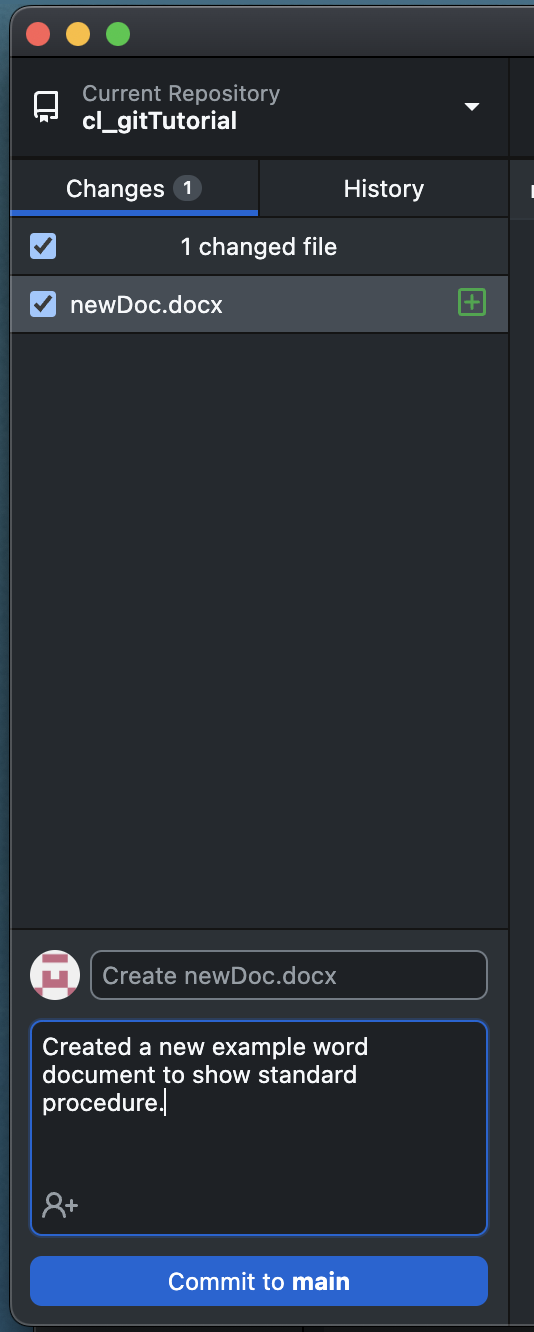 Current Repository
cl_gitTutorial
Changes 1
History
1 changed file
newDoc.docx
Create newDoc.docx
Created a new example word
document to show standard
procedure.
Commit to main